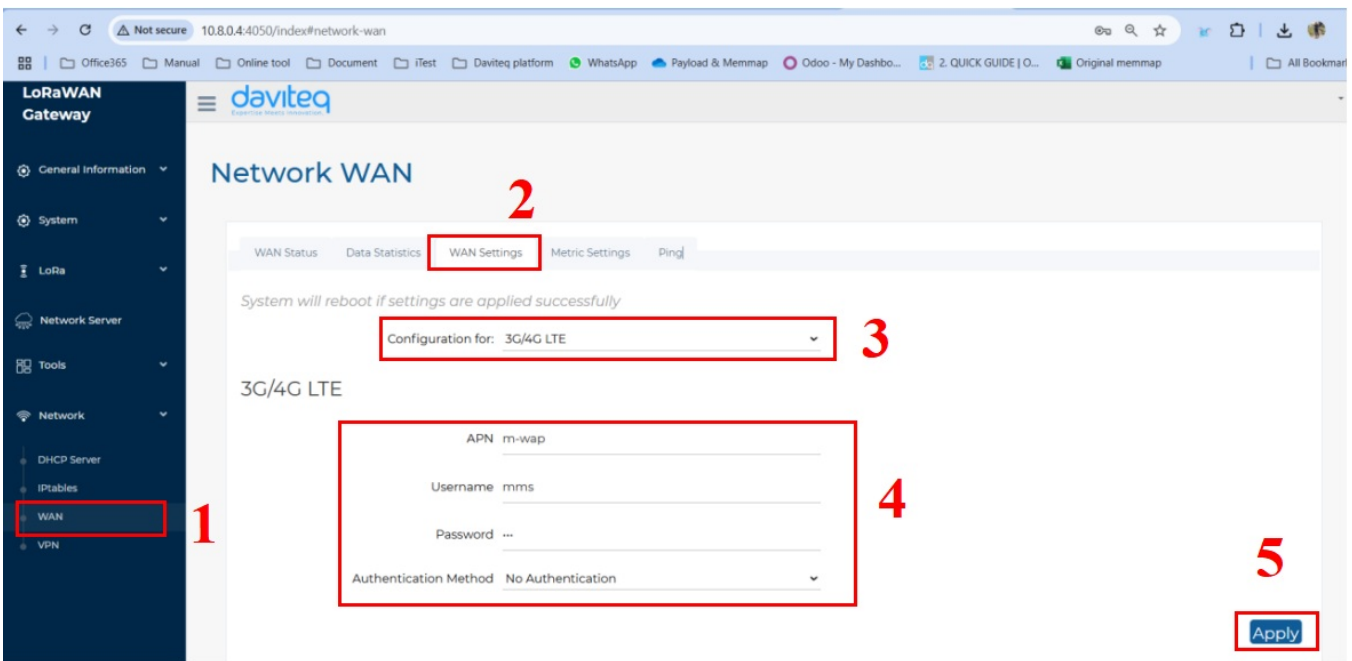 Not secure 10.8.0.4:4050/index#network-wan
Office365 Manual Online tool Document iTest Daviteq platform WhatsApp Payload & Memmap Odoo - My Dashbo... 2. QUICK GUIDE | O... Original memmap All Bookmar
LoRaWAN
Gateway
daviteq
Expertise Meets Innovation.
General Information
System
LoRa
Network Server
Tools
Network
DHCP Server
IPtables
WAN
VPN
1
Network WAN
2
WAN Status Data Statistics WAN Settings Metric Settings Ping
System will reboot if settings are applied successfully
Configuration for: 3G/4G LTE
3
3G/4G LTE
APN m-wap
Username mms
Password ···
Authentication Method No Authentication
4
5
Apply